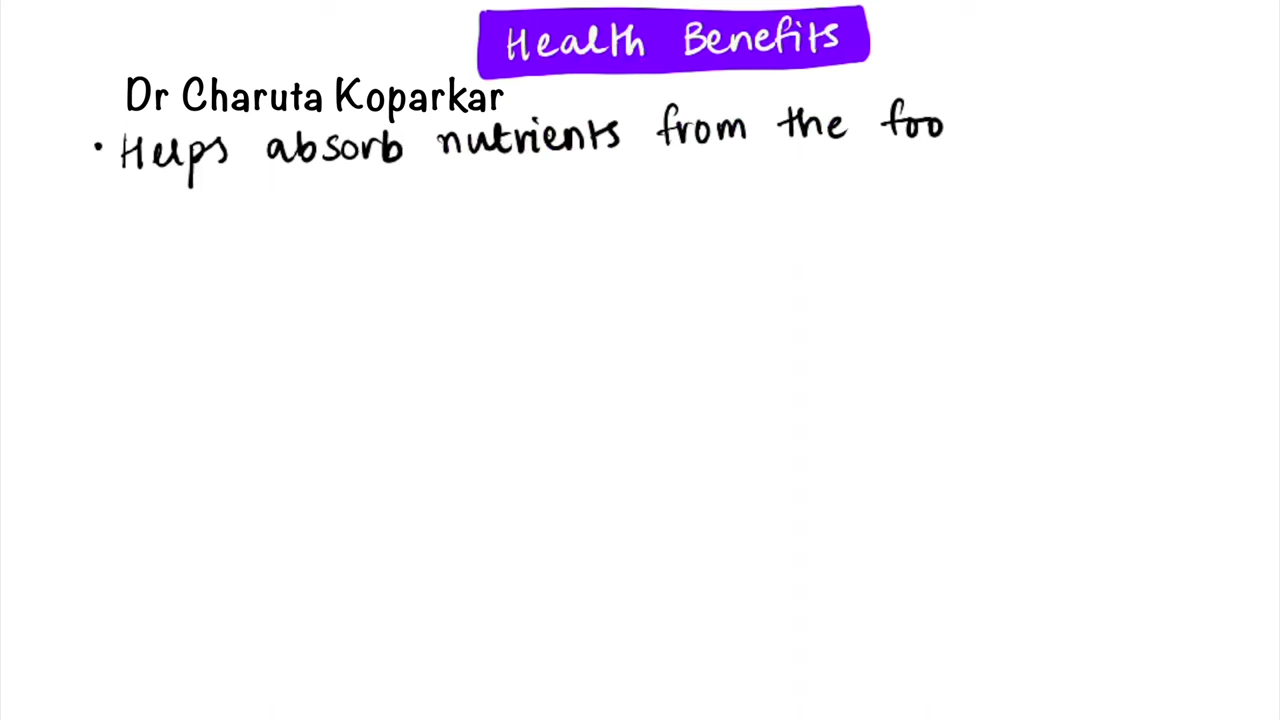 Health Benefits
Dr Charuta Koparkar
• Helps absorb nutrients from the foo